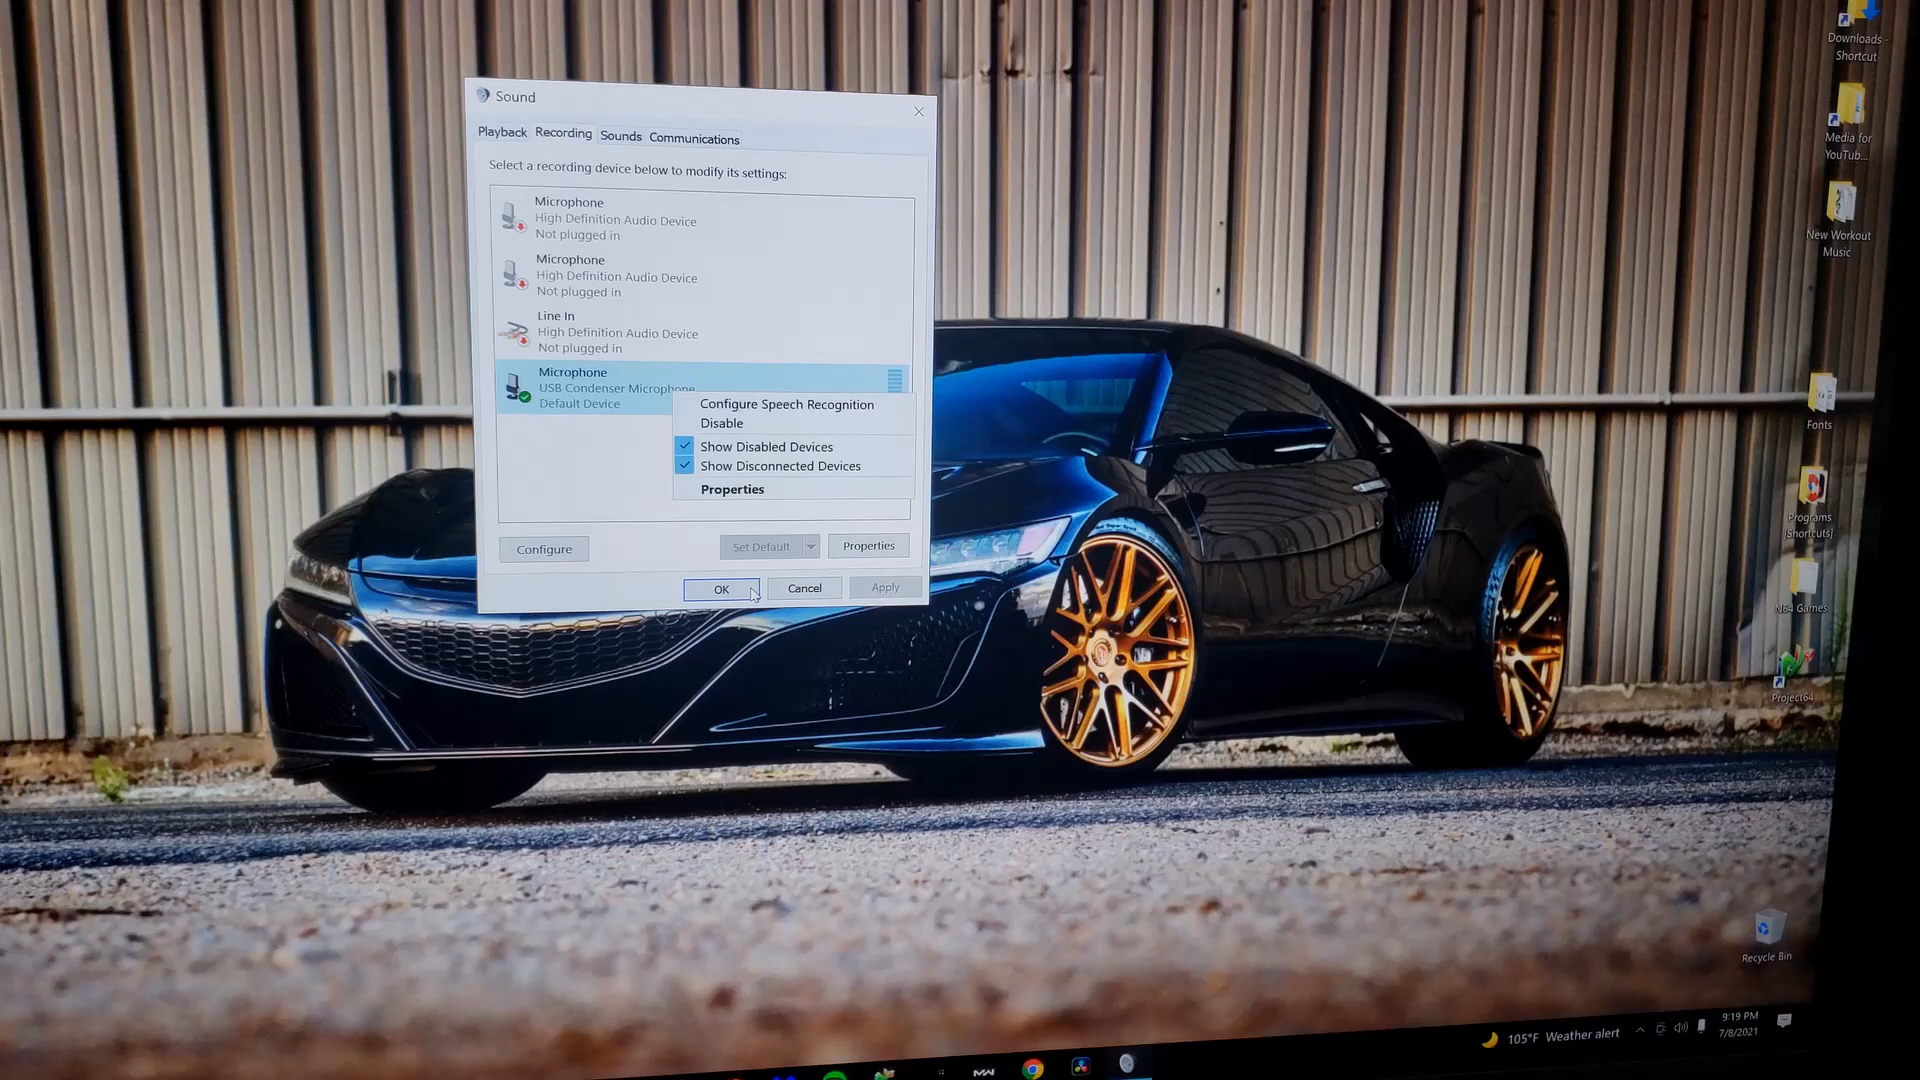 Sound
Playback
Recording
Sounds
Communications
Select a recording device below to modify its settings:
Microphone
High Definition Audio Device
Not plugged in
Microphone
High Definition Audio Device
Not plugged in
Line In
High Definition Audio Device
Not plugged in
Microphone
USB Condenser Microphone
Default Device
Configure Speech Recognition
Disable
Show Disabled Devices
Show Disconnected Devices
Properties
Configure
Set Default
Properties
OK
Cancel
Apply
Downloads -
Shortcut
Media for
YouTub...
New Workout
Music
Fonts
Programs
[Shortcuts]
N64 Games
Project64
Recycle Bin
105°F Weather alert
9:19 PM
7/8/2021
MW